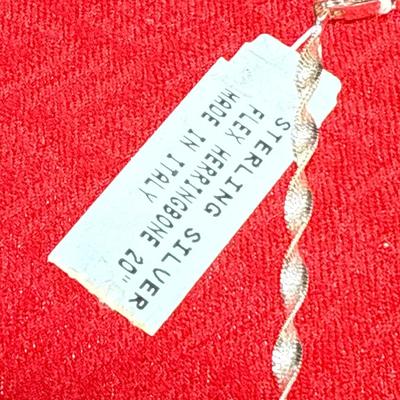 STERLING SILVER
FLEX HERRINGBONE 20"
MADE IN ITALY